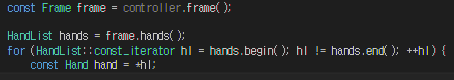 const Frame frame = controller.frame();

HandList hands = frame.hands();
for (HandList::const_iterator hl = hands.begin(); hl != hands.end(); ++hl) {
    const Hand hand = *hl;